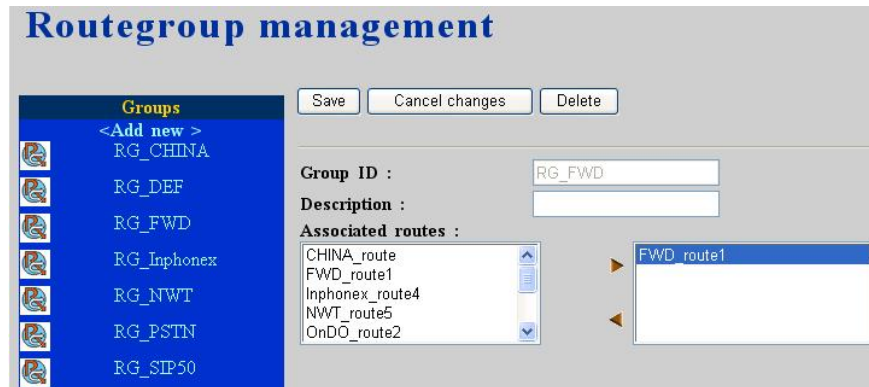 Routegroup management
Groups
<Add new >
RG_CHINA
RG_DEF
RG_FWD
RG_Inphonex
RG_NWT
RG_PSTN
RG_SIP50
Save Cancel changes Delete
Group ID : RG_FWD
Description :
Associated routes :
CHINA_route
FWD_route1
Inphonex_route4
NWT_route5
OnDO_route2
FWD_route1